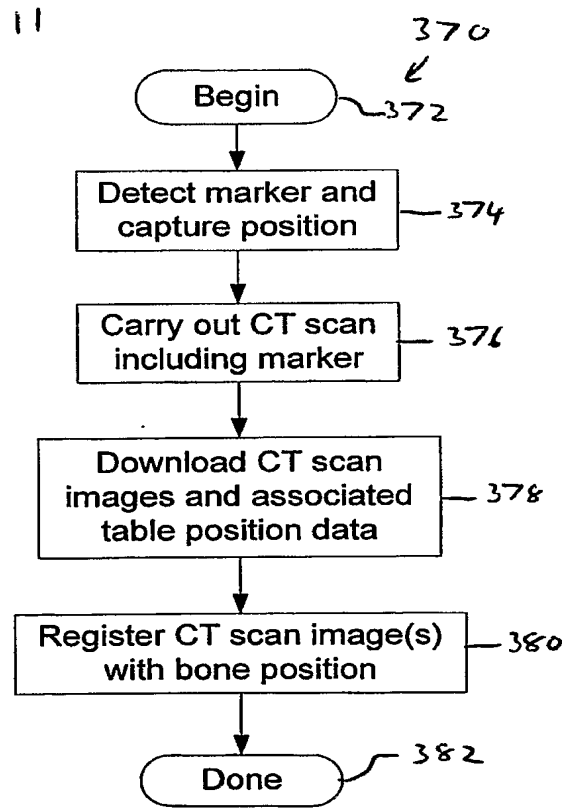 11
370
Begin
372
Detect marker and
capture position
374
Carry out CT scan
including marker
376
Download CT scan
images and associated
table position data
378
Register CT scan image(s)
with bone position
380
382
Done